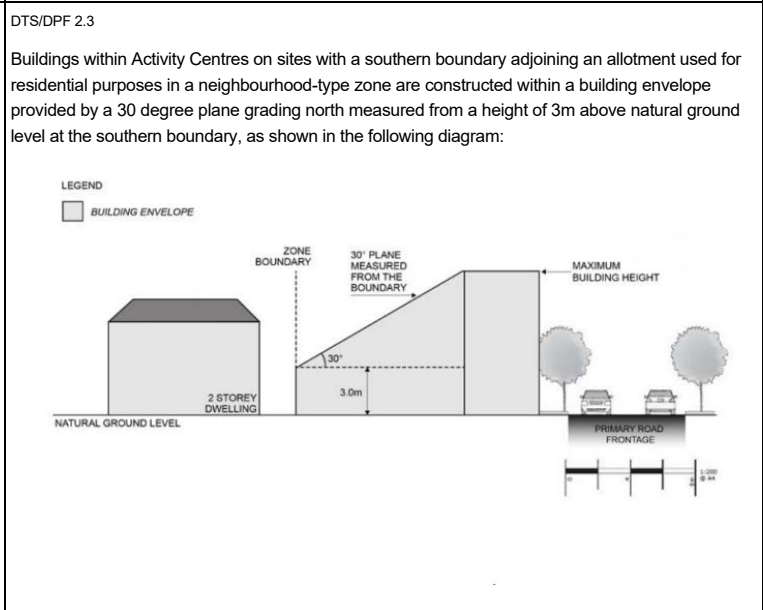 DTS/DPF 2.3
Buildings within Activity Centres on sites with a southern boundary adjoining an allotment used for
residential purposes in a neighbourhood-type zone are constructed within a building envelope
provided by a 30 degree plane grading north measured from a height of 3m above natural ground
level at the southern boundary, as shown in the following diagram:
LEGEND
BUILDING ENVELOPE
ZONE
BOUNDARY
30° PLANE
MEASURED
FROM THE
BOUNDARY
MAXIMUM
BUILDING HEIGHT
30°
3.0m
2 STOREY
DWELLING
NATURAL GROUND LEVEL
PRIMARY ROAD
FRONTAGE
1:200
@ A4
0